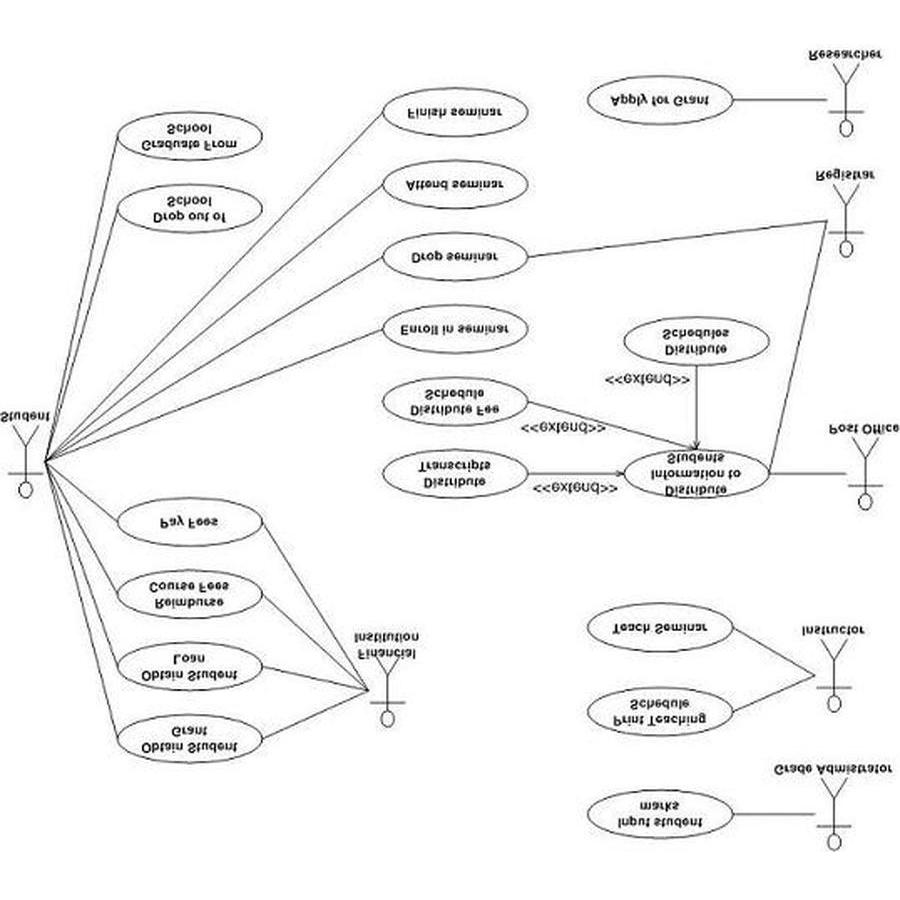 Input student
marks
Grade Admistrator
Obtain Student
Grant
Print Teaching
Schedule
Obtain Student
Loan
Financial
Institution
Teach Seminar
Instructor
Reimburse
Course Fees
Pay Fees
<<extend>>
Distribute
Transcripts
Distribute
Information to
Students
Post Office
Student
<<extend>>
Distribute Fee
Schedule
<<extend>>
Distribute
Schedules
Enroll in seminar
Drop seminar
Drop out of
School
Attend seminar
Registrar
Graduate From
School
Finish seminar
Apply for Grant
Researcher